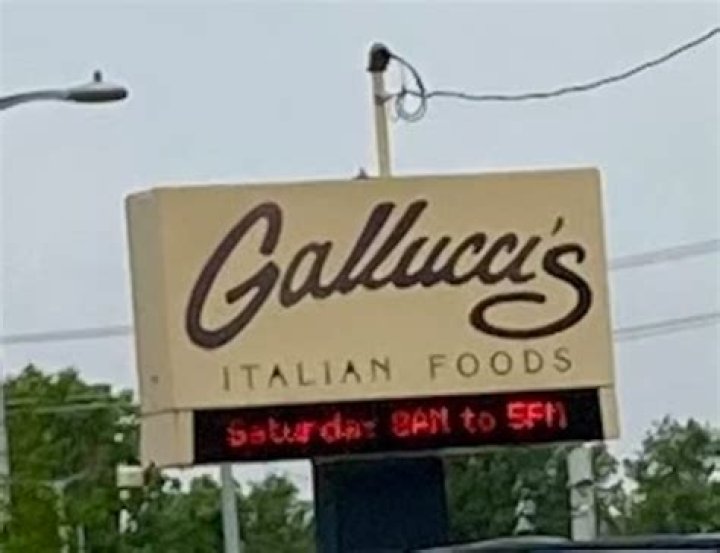 Gallucci's
ITALIAN FOODS
Saturday 8AM to 5PM